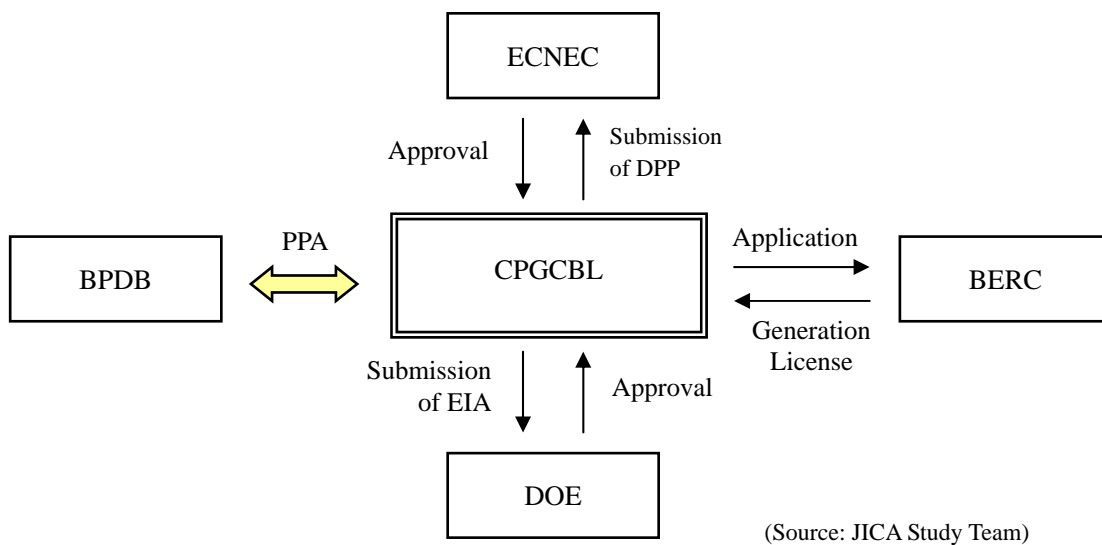 ECNEC
Approval
Submission
of DPP
BPDB
PPA
CPGCBL
Application
Generation
License
BERC
Submission
of EIA
Approval
DOE
(Source: JICA Study Team)